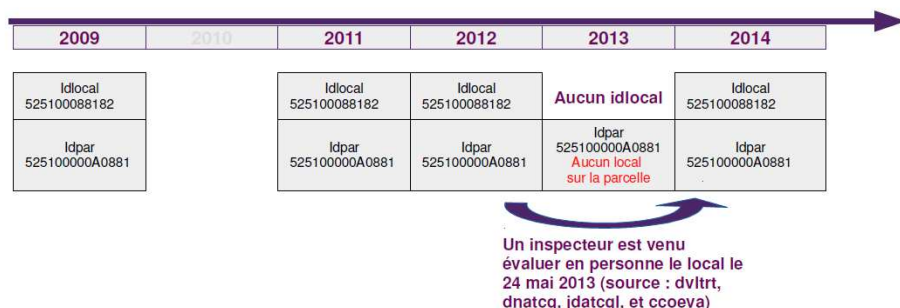 2009 2010 2011 2012 2013 2014
Idlocal
525100088182
Idpar
525100000A0881
Idlocal
525100088182
Idpar
525100000A0881
Idlocal
525100088182
Idpar
525100000A0881
Aucun idlocal
Idpar
525100000A0881
Aucun local
sur la parcelle
Idlocal
525100088182
Idpar
525100000A0881
Un inspecteur est venu
évaluer en personne le local le
24 mai 2013 (source : dvltrt,
dnatcg, jdatcgl, et ccoeva)